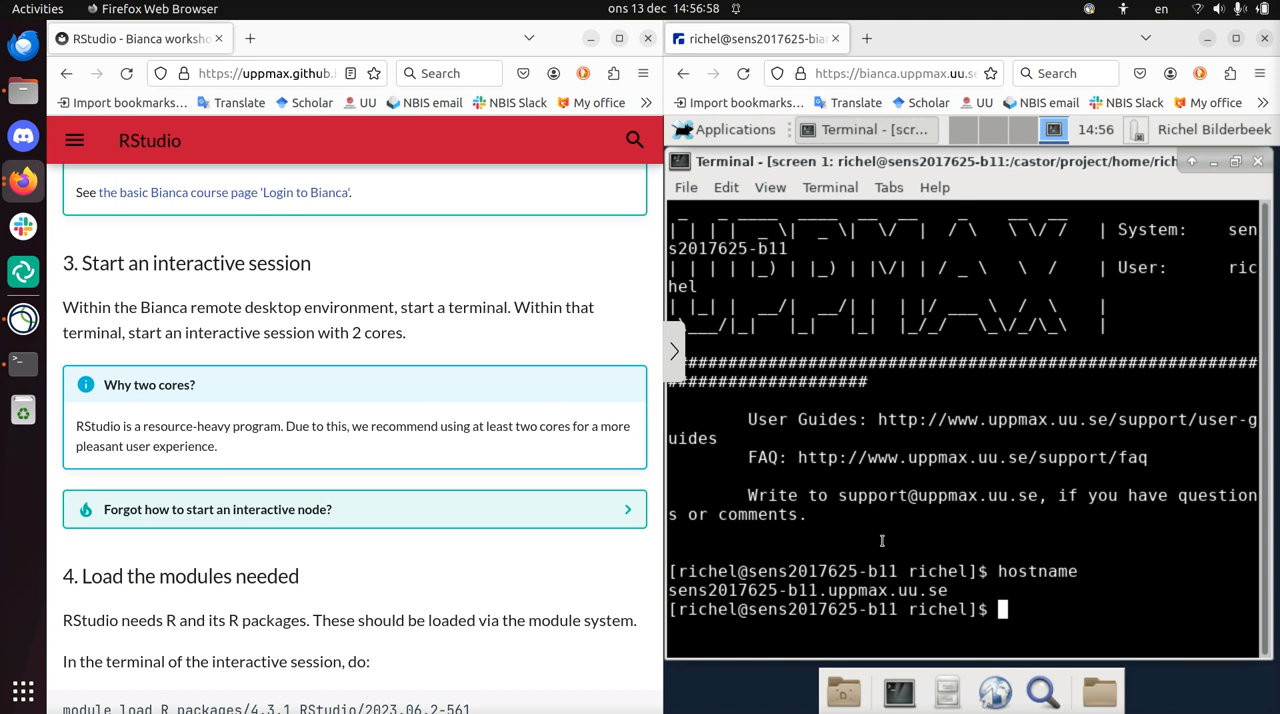 Activities Firefox Web Browser ons 13 dec 14:56:58 en
RStudio - Bianca worksho
https://uppmax.github.i Search
Import bookmarks... Translate Scholar UU NBIS email NBIS Slack My office
RStudio
See the basic Bianca course page 'Login to Bianca'.
3. Start an interactive session
Within the Bianca remote desktop environment, start a terminal. Within that
terminal, start an interactive session with 2 cores.
Why two cores?
RStudio is a resource-heavy program. Due to this, we recommend using at least two cores for a more
pleasant user experience.
Forgot how to start an interactive node?
4. Load the modules needed
RStudio needs R and its R packages. These should be loaded via the module system.
In the terminal of the interactive session, do:
module load R_packages/4.3.1 RStudio/2023.06.2-561
richel@sens2017625-bia
https://bianca.uppmax.uu.s Search
Import bookmarks... Translate Scholar UU NBIS email NBIS Slack My office
Applications Terminal - [scr... 14:56 Richel Bilderbeek
Terminal - [screen 1: richel@sens2017625-b11:/castor/project/home/rich
File Edit View Terminal Tabs Help
_   _ ____  ____  __  __    _    __  __
| | | |  _ \|  _ \|  \/  |  / \   \ \/ /   | System:    sen
s2017625-b11
| | | | |_) | |_) | |\/| | / _ \   \  /    | User:      ric
hel
| |_| |  __/|  __/| |  | |/ ___ \  /  \    |
\___/|_|   |_|   |_|  |_/_/   \_\/_/\_\   |
###########################################################
####################
User Guides: http://www.uppmax.uu.se/support/user-g
uides
FAQ: http://www.uppmax.uu.se/support/faq
Write to support@uppmax.uu.se, if you have question
s or comments.
[richel@sens2017625-b11 richel]$ hostname
sens2017625-b11.uppmax.uu.se
[richel@sens2017625-b11 richel]$